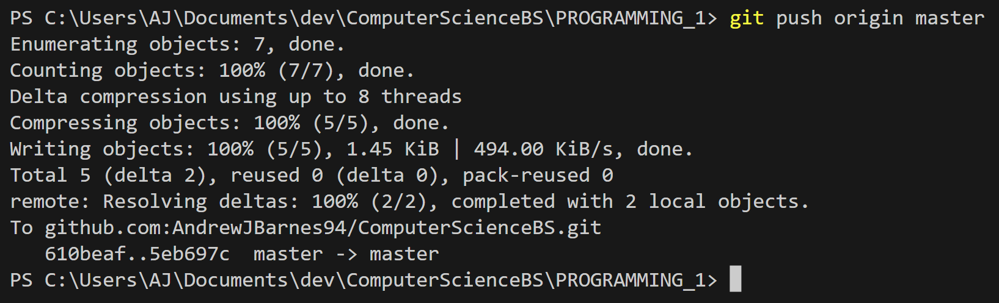 PS C:\Users\AJ\Documents\dev\ComputerScienceBS\PROGRAMMING_1> git push origin master
Enumerating objects: 7, done.
Counting objects: 100% (7/7), done.
Delta compression using up to 8 threads
Compressing objects: 100% (5/5), done.
Writing objects: 100% (5/5), 1.45 KiB | 494.00 KiB/s, done.
Total 5 (delta 2), reused 0 (delta 0), pack-reused 0
remote: Resolving deltas: 100% (2/2), completed with 2 local objects.
To github.com:AndrewJBarnes94/ComputerScienceBS.git
   610beaf..5eb697c  master -> master
PS C:\Users\AJ\Documents\dev\ComputerScienceBS\PROGRAMMING_1>